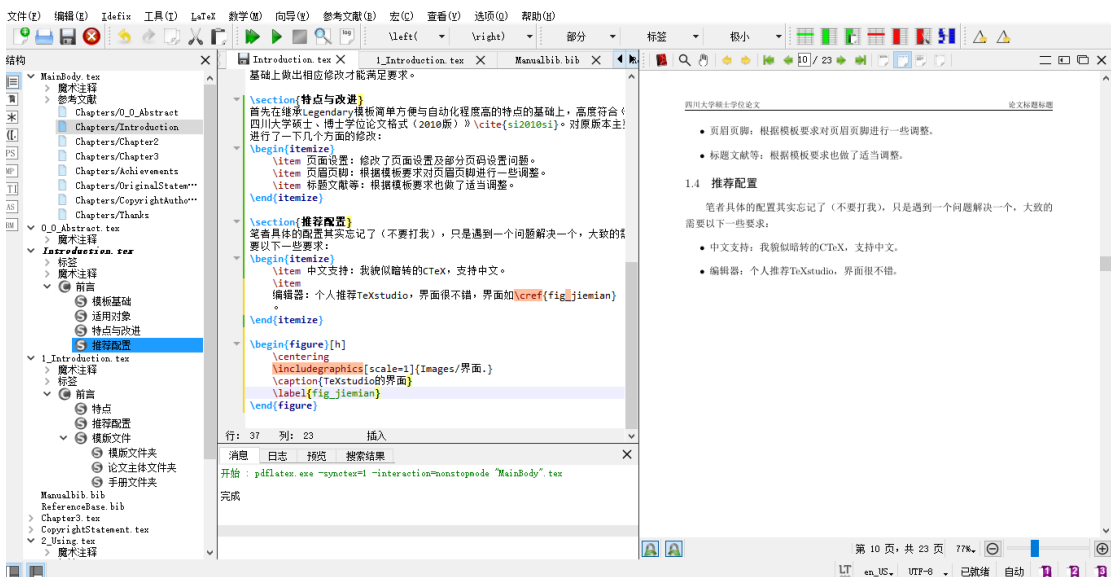 文件(F) 编辑(E) Idefix 工具(I) LaTeX 数学(M) 向导(W) 参考文献(B) 宏(C) 查看(V) 选项(O) 帮助(H)
\left( \right) 部分 标签 极小
结构
Introduction.tex 1_Introduction.tex Manualbib.bib
10 / 23
MainBody.tex
魔术注释
参考文献
Chapters/0_0_Abstract
Chapters/Introduction
Chapters/Chapter2
Chapters/Chapter3
Chapters/Achievements
Chapters/OriginalStatem···
Chapters/CopyrightAutho···
Chapters/Thanks
0_0_Abstract.tex
魔术注释
Introduction.tex
标签
魔术注释
前言
模板基础
适用对象
特点与改进
推荐配置
1_Introduction.tex
魔术注释
标签
前言
特点
推荐配置
模版文件
模版文件夹
论文主体文件夹
手册文件夹
Manualbib.bib
ReferenceBase.bib
Chapter3.tex
CopyrightStatement.tex
2_Using.tex
魔术注释
基础上做出相应修改才能满足要求。
\section{特点与改进}
首先在继承Legendary模板简单方便与自动化程度高的特点的基础上，高度符合《
四川大学硕士、博士学位论文格式（2010版）》\cite{si2010si}。对原版本主
进行了一下几个方面的修改：
\begin{itemize}
\item 页面设置：修改了页面设置及部分页码设置问题。
\item 页眉页脚：根据模板要求对页眉页脚进行一些调整。
\item 标题文献等：根据模板要求也做了适当调整。
\end{itemize}
\section{推荐配置}
笔者具体的配置其实忘记了（不要打我），只是遇到一个问题解决一个，大致的需
要以下一些要求：
\begin{itemize}
\item 中文支持：我貌似暗转的CTeX，支持中文。
\item
编辑器：个人推荐TeXstudio，界面很不错，界面如\cref{fig_jiemian}
。
\end{itemize}
\begin{figure}[h]
\centering
\includegraphics[scale=1]{Images/界面.}
\caption{TeXstudio的界面}
\label{fig_jiemian}
\end{figure}
行: 37 列: 23 插入
消息 日志 预览 搜索结果
开始 : pdflatex.exe -synctex=1 -interaction=nonstopmode "MainBody".tex
完成
四川大学硕士学位论文 论文标题标题
• 页眉页脚：根据模板要求对页眉页脚进行一些调整。
• 标题文献等：根据模板要求也做了适当调整。
1.4 推荐配置
笔者具体的配置其实忘记了（不要打我），只是遇到一个问题解决一个，大致的
需要以下一些要求：
• 中文支持：我貌似暗转的CTeX，支持中文。
• 编辑器：个人推荐TeXstudio，界面很不错。
第 10 页，共 23 页 77%
LT en_US UTF-8 已就绪 自动 1 2 3